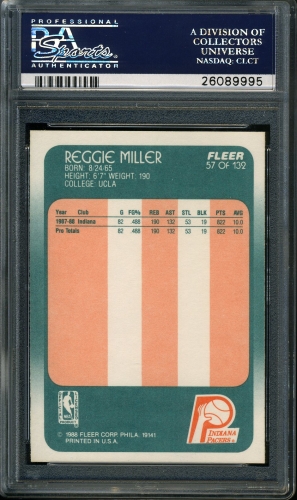 PROFESSIONAL
PSA
Sports
AUTHENTICATOR
A DIVISION OF
COLLECTORS
UNIVERSE
NASDAQ: CLCT
26089995
REGGIE MILLER
BORN: 8/24/65
HEIGHT: 6'7" WEIGHT: 190
COLLEGE: UCLA
FLEER
57 OF 132
Year Club G FG% REB AST STL BLK PTS AVG
1987-88 Indiana 82 .488 190 132 53 19 822 10.0
Pro Totals 82 .488 190 132 53 19 822 10.0
NBA
© 1988 FLEER CORP. PHILA., 19141
PRINTED IN U.S.A.
INDIANA
PACERS